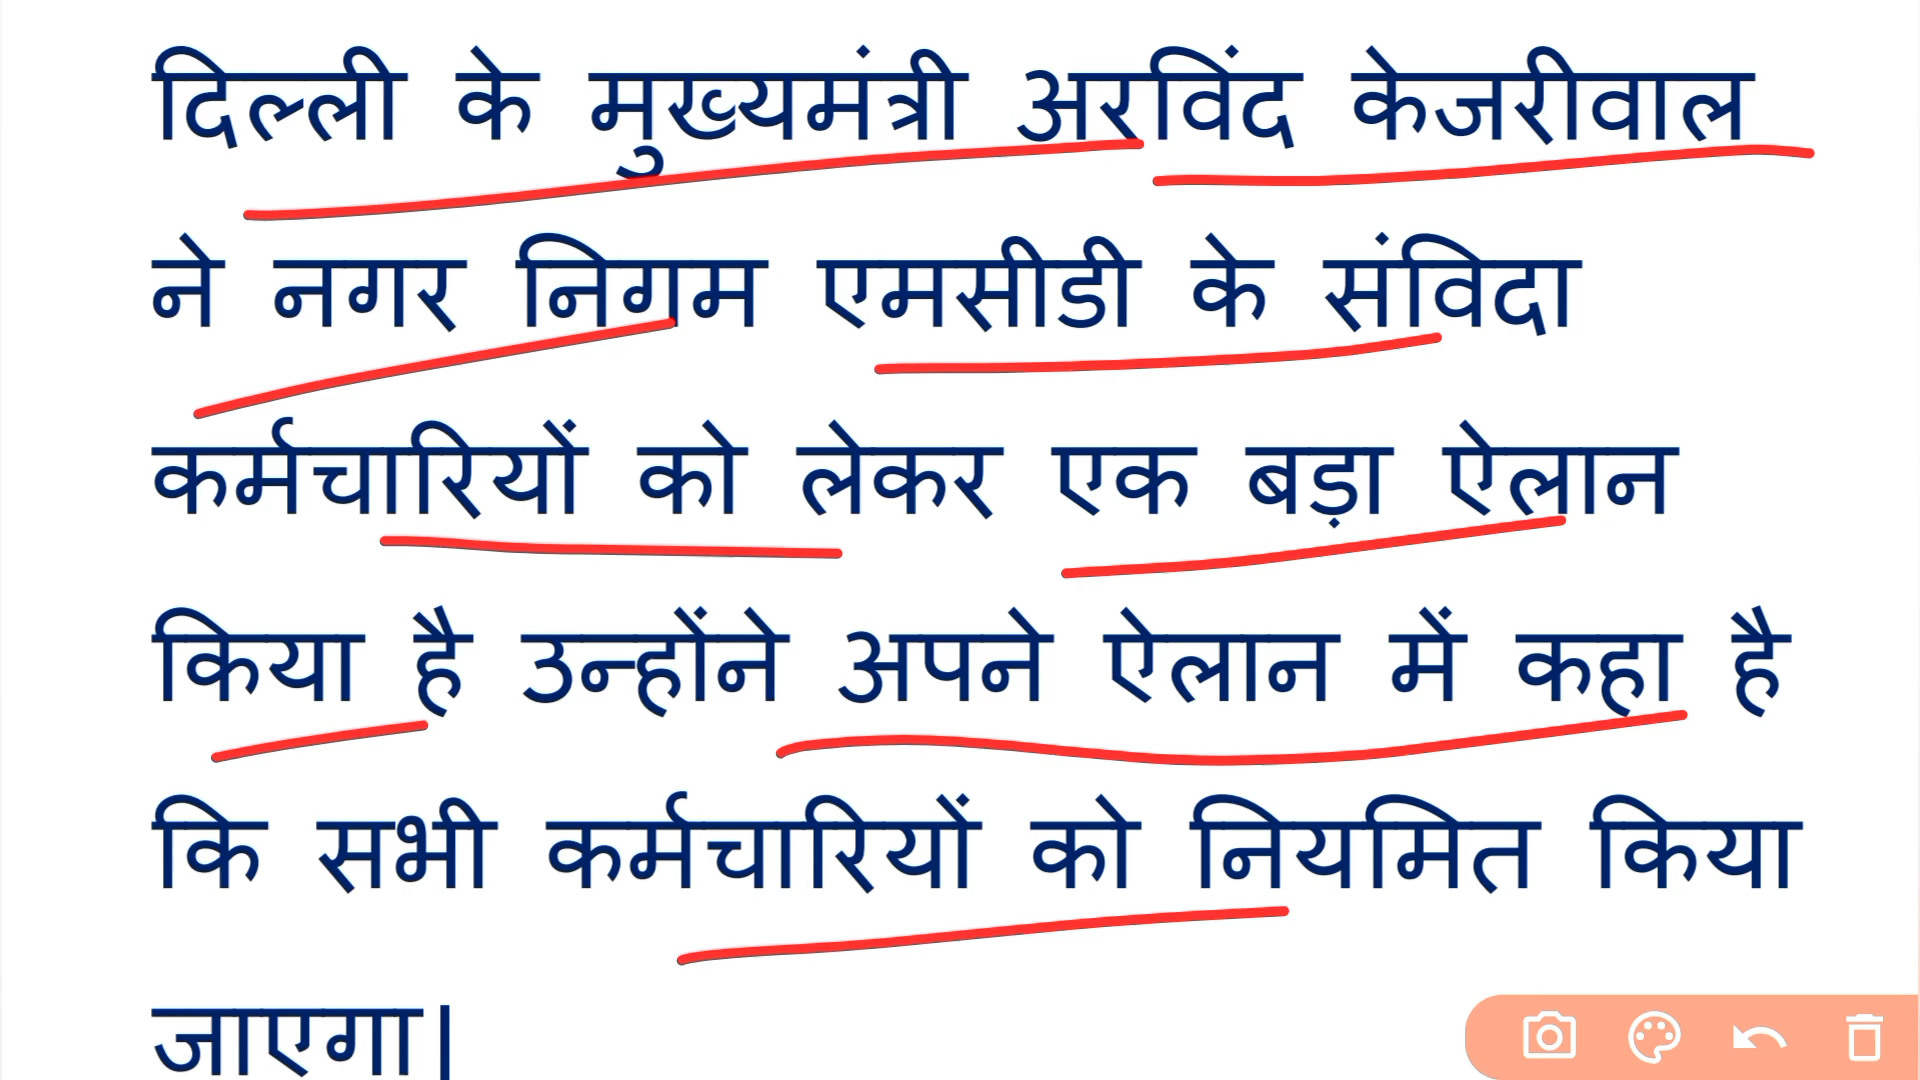 दिल्ली के मुख्यमंत्री अरविंद केजरीवाल
ने नगर निगम एमसीडी के संविदा
कर्मचारियों को लेकर एक बड़ा ऐलान
किया है उन्होंने अपने ऐलान में कहा है
कि सभी कर्मचारियों को नियमित किया
जाएगा|